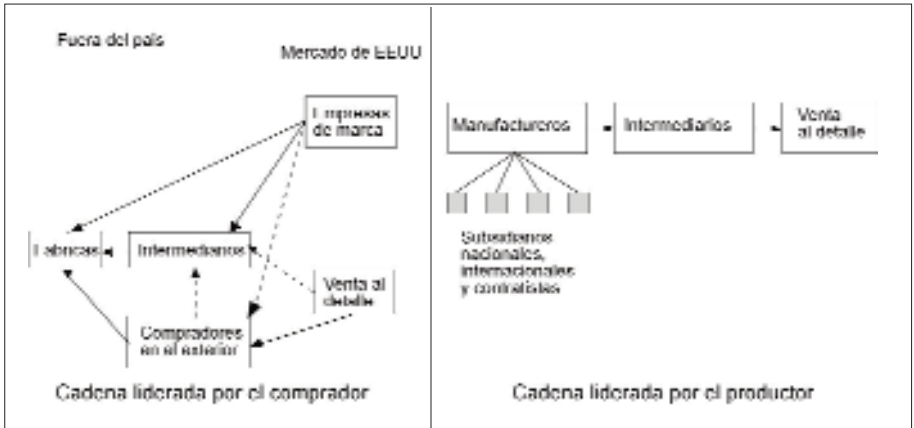 Fuera del país
Mercado de EEUU
Empresas
de marca
Fabricas
Intermediarios
Venta al
detalle
Compradores
en el exterior
Cadena liderada por el comprador
Manufactureros
Intermediarios
Venta
al detalle
Subsidiarios
nacionales,
internacionales
y contratistas
Cadena liderada por el productor